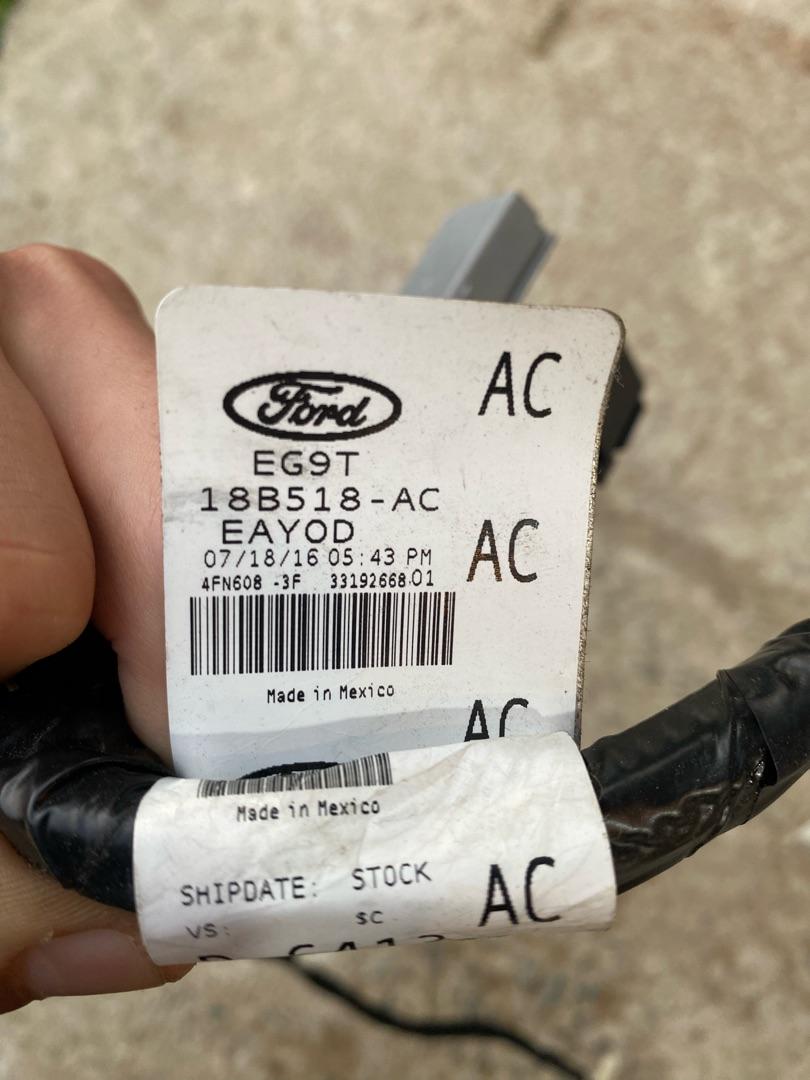 Ford
AC
EG9T
18B518-AC
EAYOD
AC
07/18/16 05:43 PM
4FN608 -3F 33192668.01
Made in Mexico
AC
Made in Mexico
SHIPDATE: STOCK
AC
VS: SC